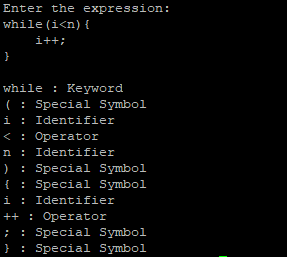 Enter the expression:
while(i<n){
    i++;
}

while : Keyword
( : Special Symbol
i : Identifier
< : Operator
n : Identifier
) : Special Symbol
{ : Special Symbol
i : Identifier
++ : Operator
; : Special Symbol
} : Special Symbol